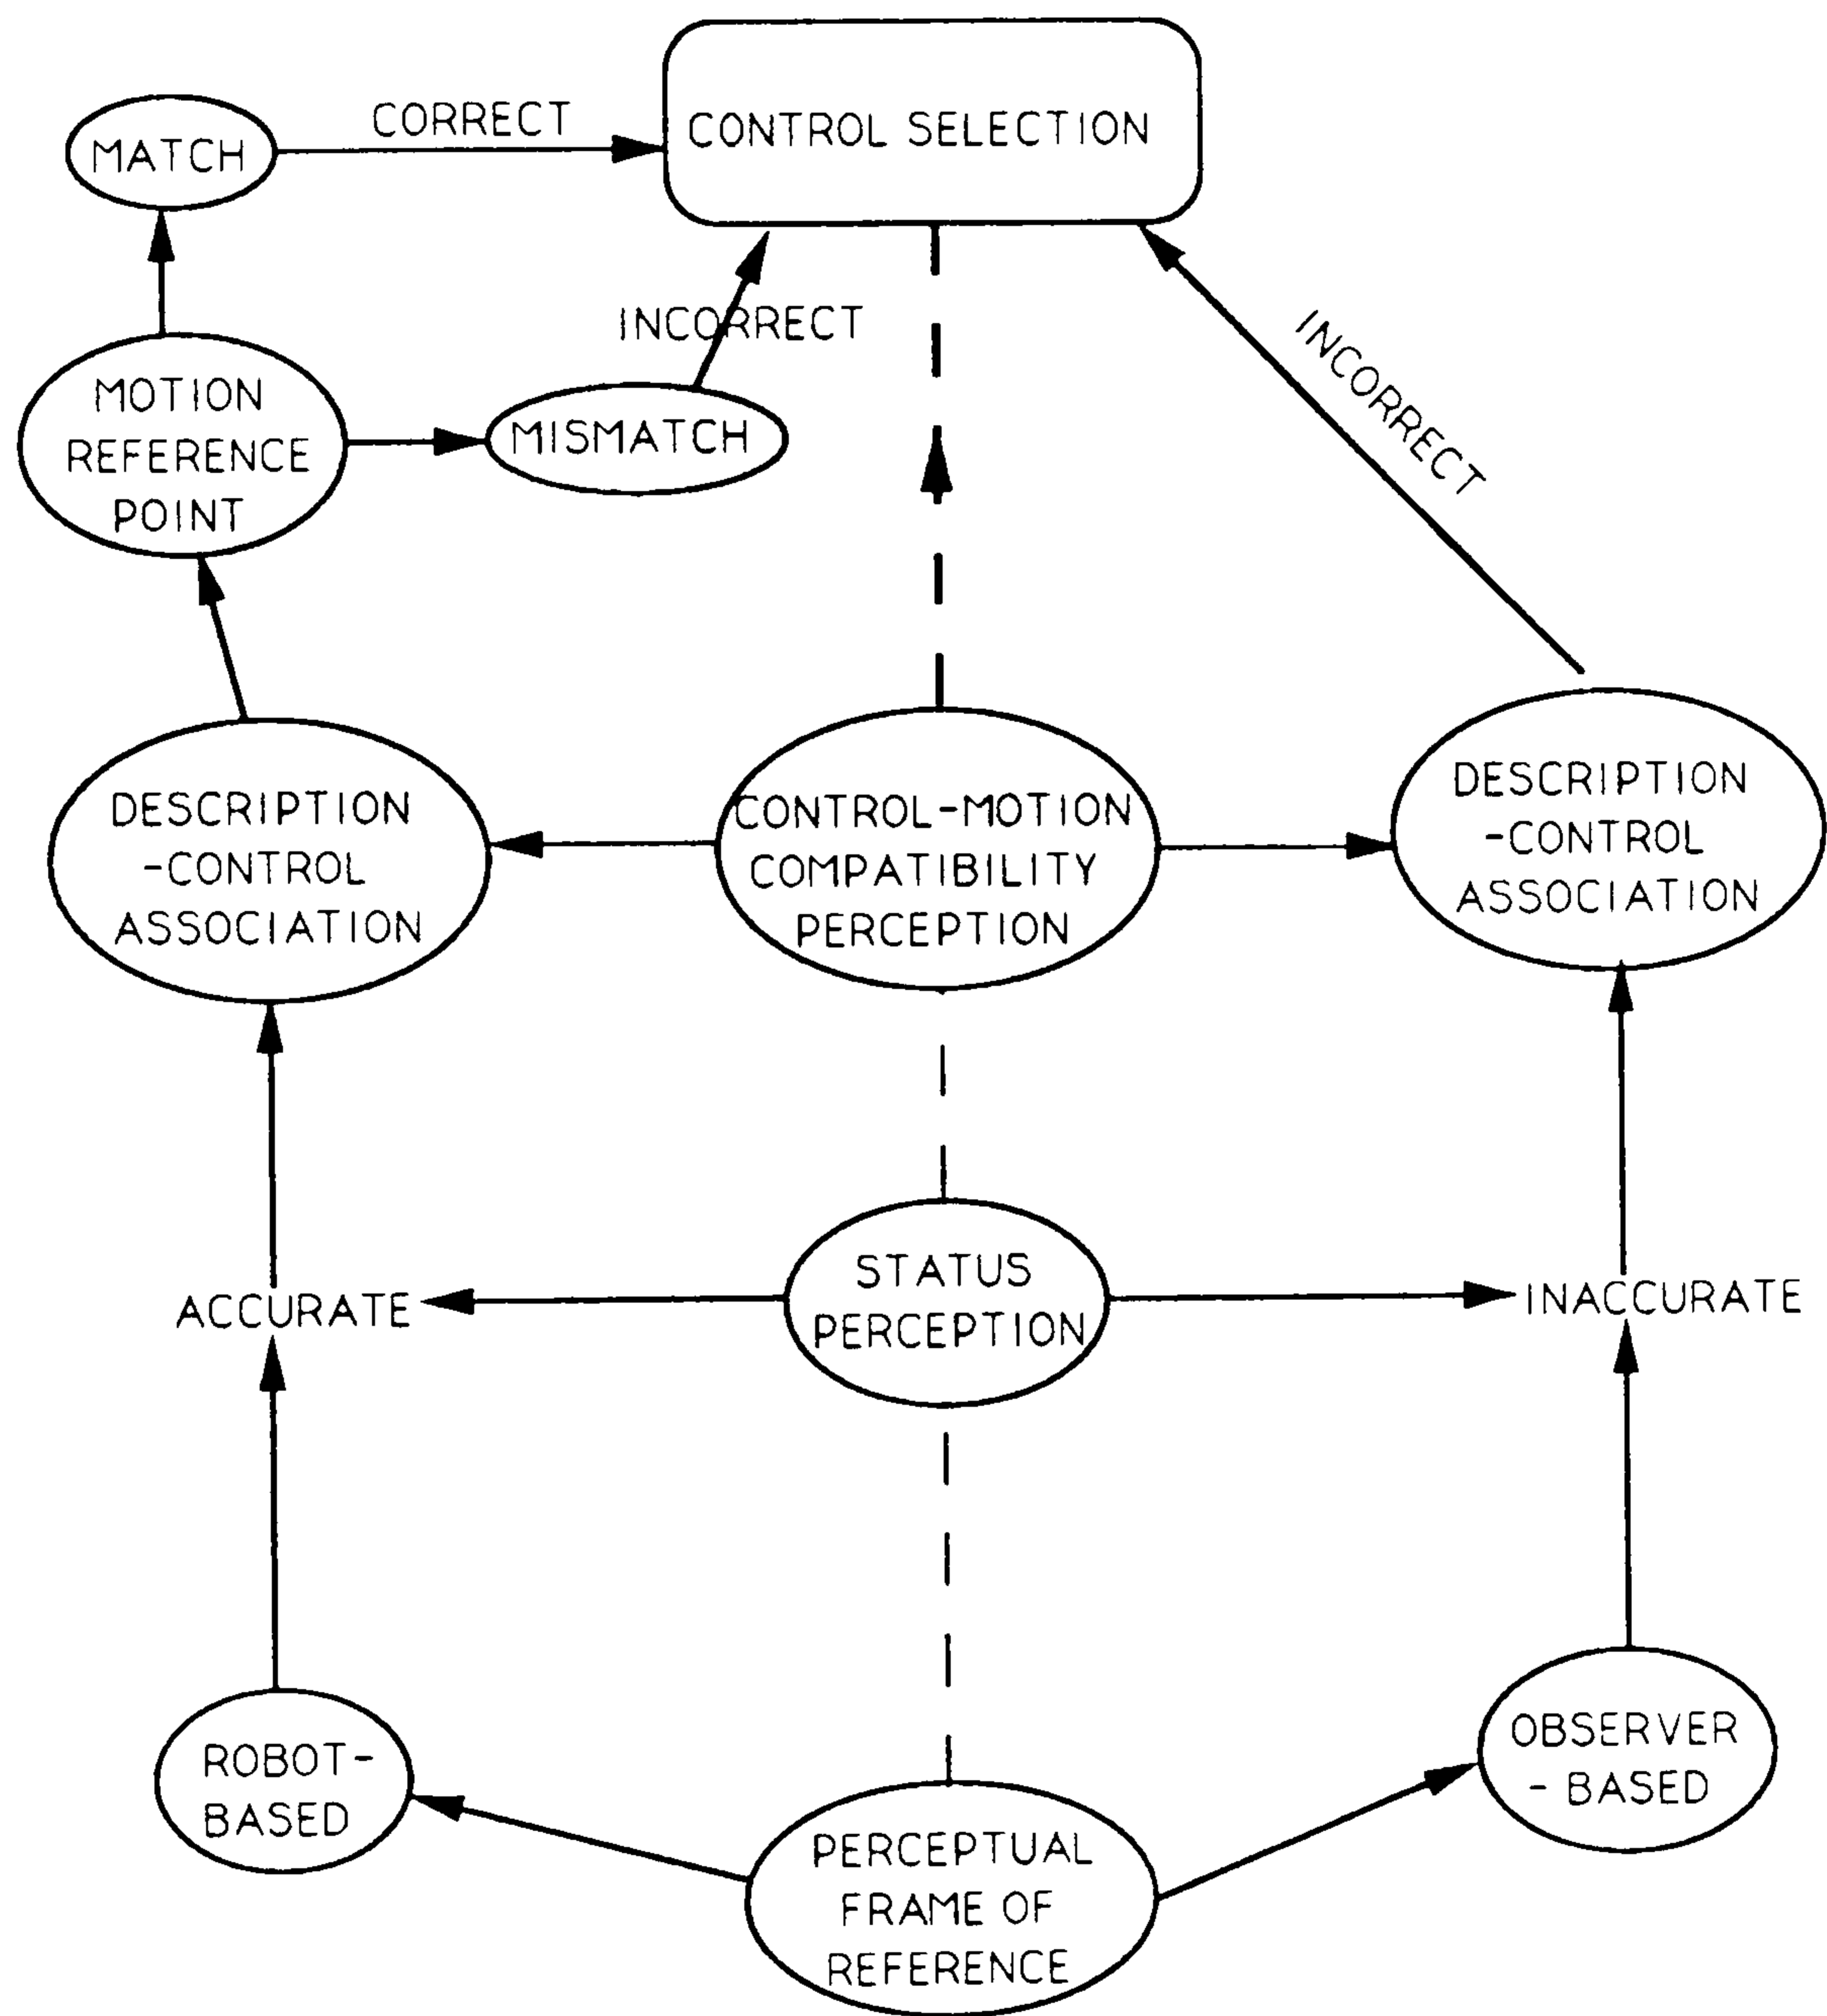 CORRECT
MATCH
CONTROL SELECTION
INCORRECT
INCORRECT
MOTION
REFERENCE
POINT
MISMATCH
DESCRIPTION
-CONTROL
ASSOCIATION
CONTROL-MOTION
COMPATIBILITY
PERCEPTION
DESCRIPTION
-CONTROL
ASSOCIATION
ACCURATE
STATUS
PERCEPTION
INACCURATE
ROBOT-
BASED
PERCEPTUAL
FRAME OF
REFERENCE
OBSERVER
- BASED